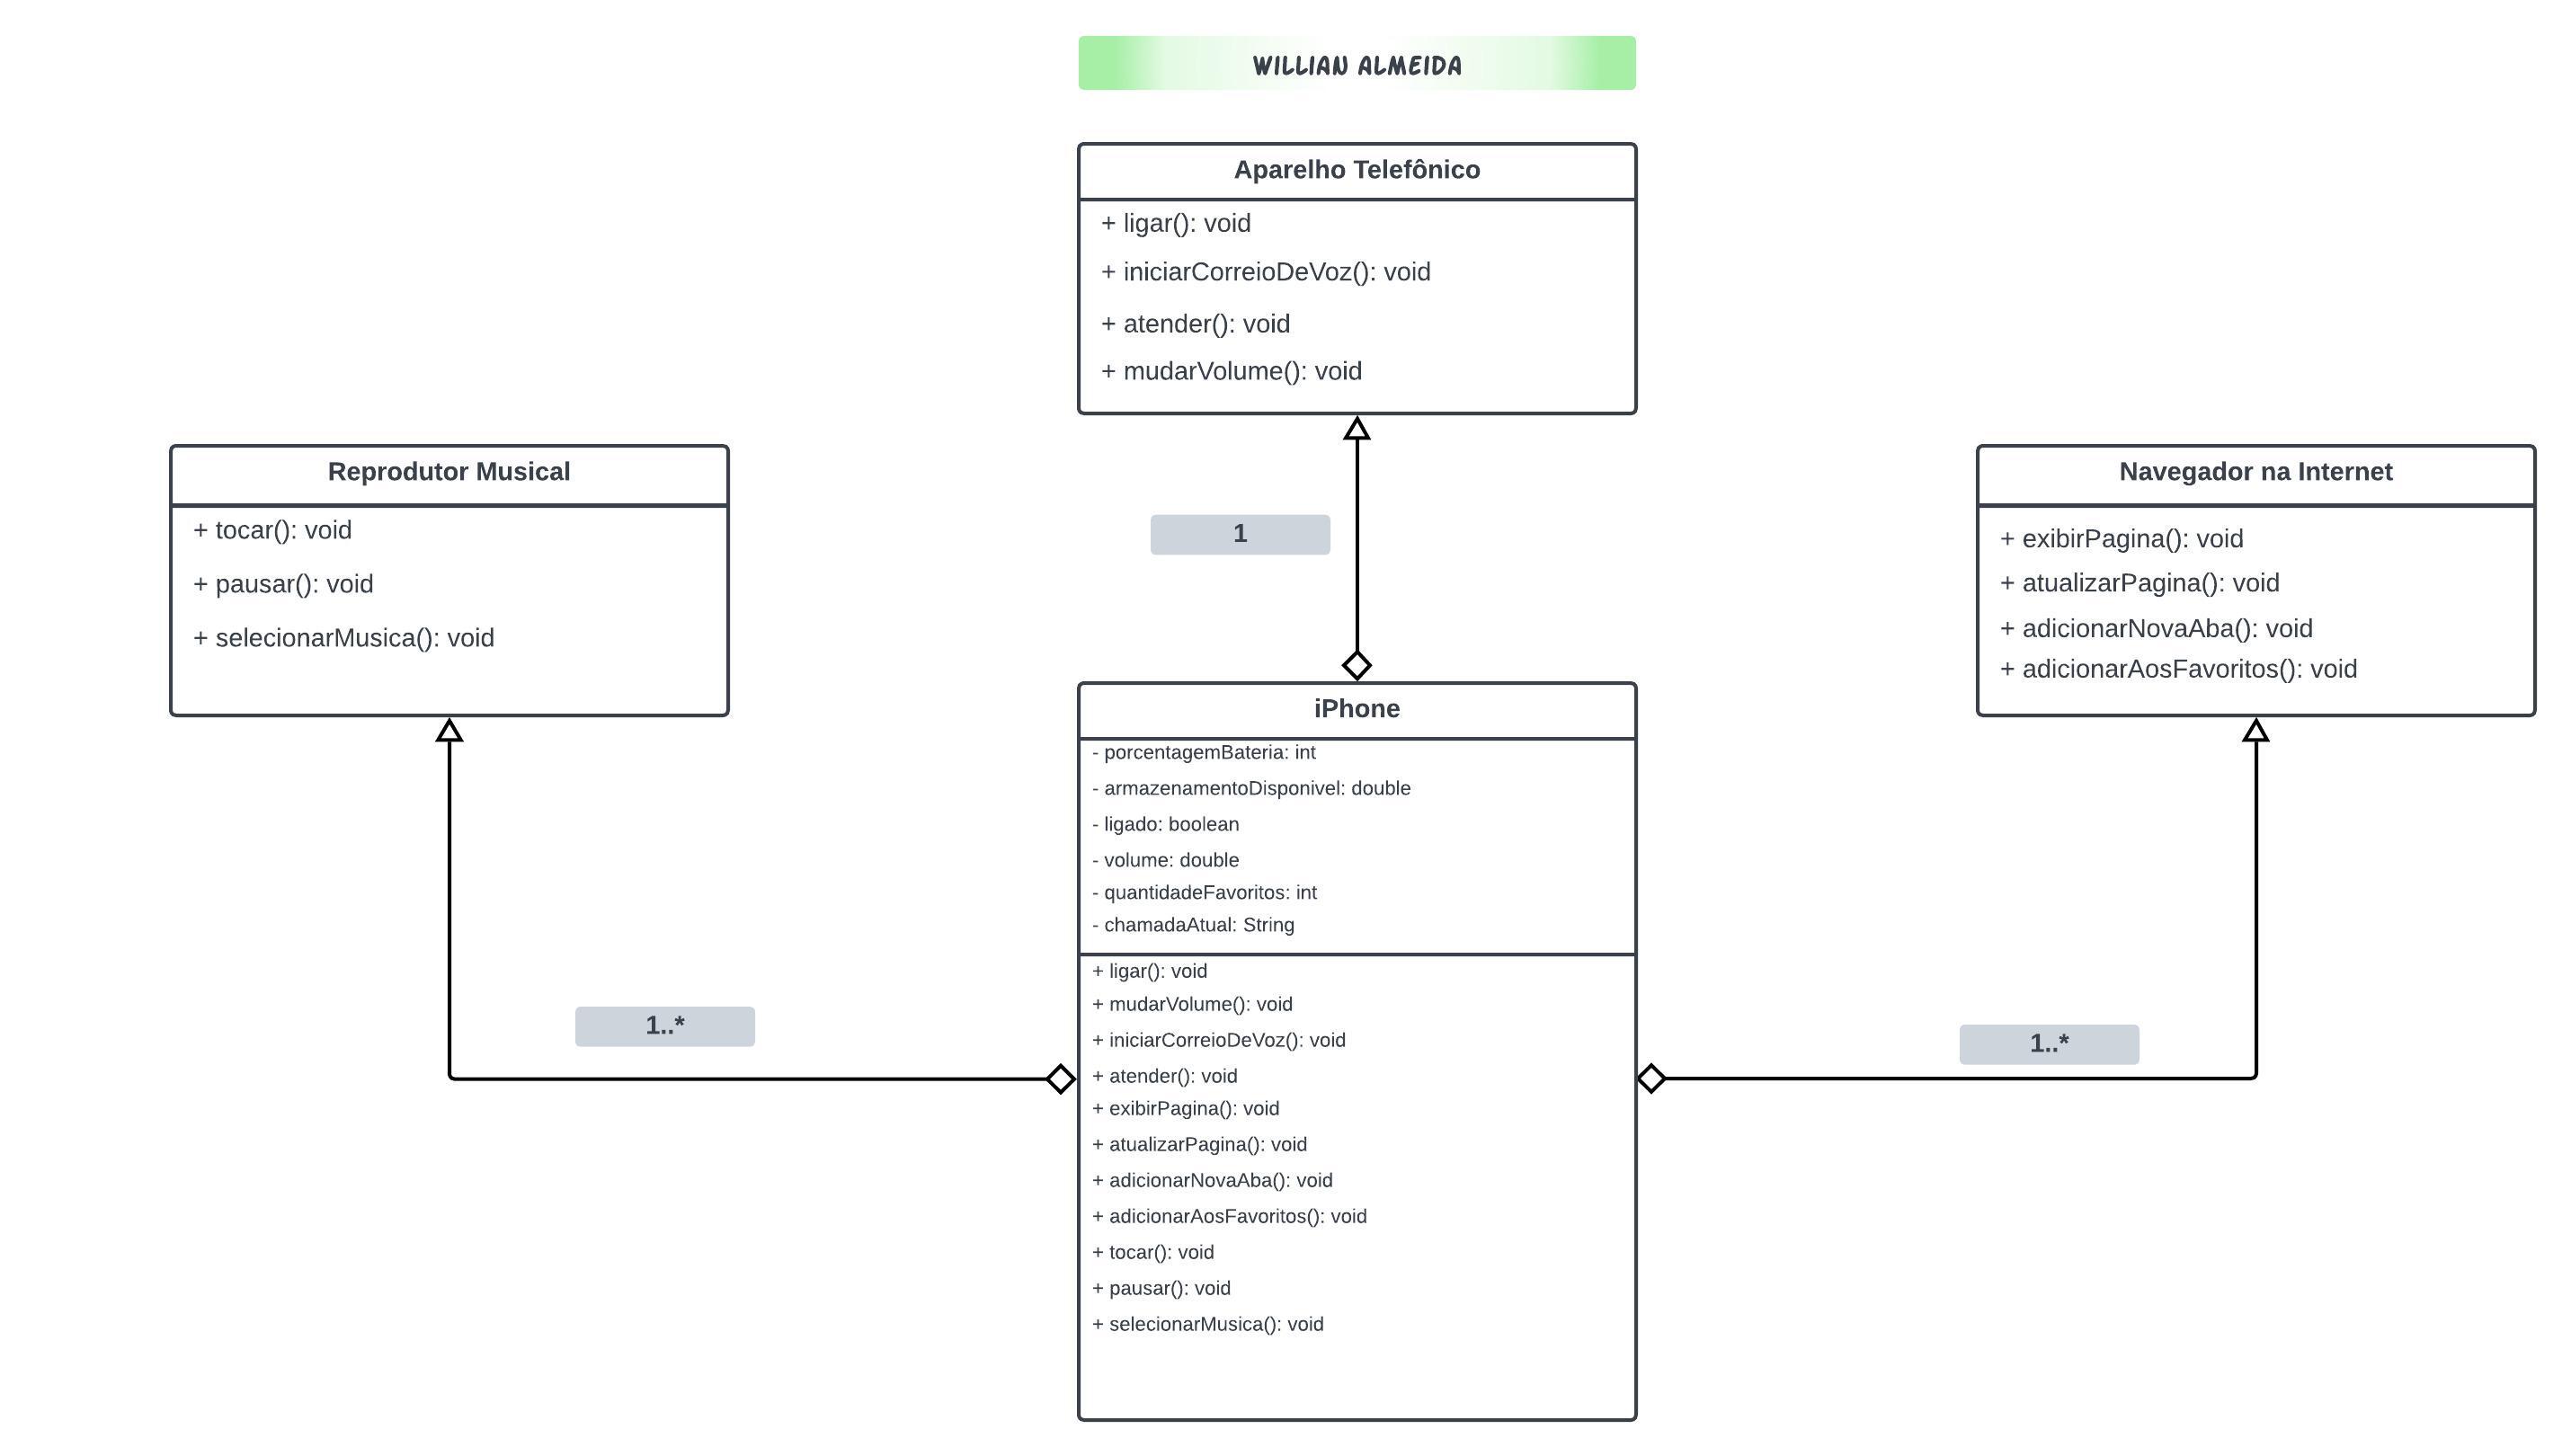 WILLIAN ALMEIDA
Aparelho Telefônico
+ ligar(): void
+ iniciarCorreioDeVoz(): void
+ atender(): void
+ mudarVolume(): void
Reprodutor Musical
+ tocar(): void
+ pausar(): void
+ selecionarMusica(): void
Navegador na Internet
+ exibirPagina(): void
+ atualizarPagina(): void
+ adicionarNovaAba(): void
+ adicionarAosFavoritos(): void
1
iPhone
- porcentagemBateria: int
- armazenamentoDisponivel: double
- ligado: boolean
- volume: double
- quantidadeFavoritos: int
- chamadaAtual: String
+ ligar(): void
+ mudarVolume(): void
+ iniciarCorreioDeVoz(): void
+ atender(): void
+ exibirPagina(): void
+ atualizarPagina(): void
+ adicionarNovaAba(): void
+ adicionarAosFavoritos(): void
+ tocar(): void
+ pausar(): void
+ selecionarMusica(): void
1..*
1..*